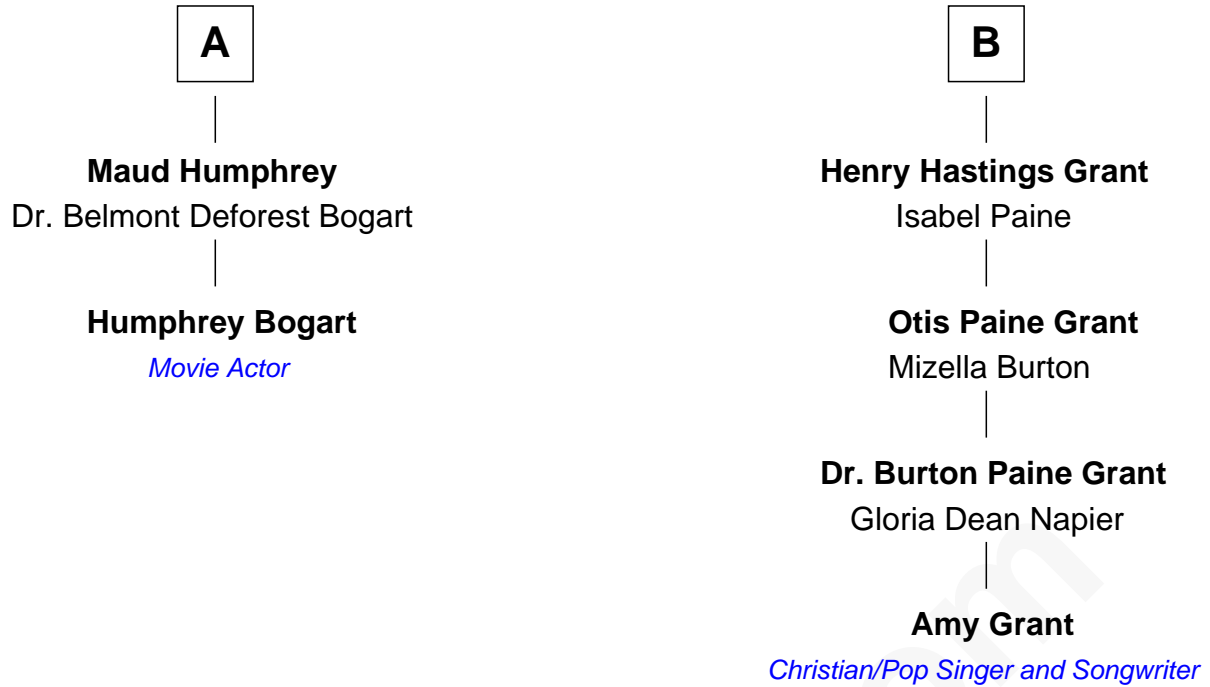 A
Maud Humphrey
Dr. Belmont Deforest Bogart
Humphrey Bogart
Movie Actor
B
Henry Hastings Grant
Isabel Paine
Otis Paine Grant
Mizella Burton
Dr. Burton Paine Grant
Gloria Dean Napier
Amy Grant
Christian/Pop Singer and Songwriter